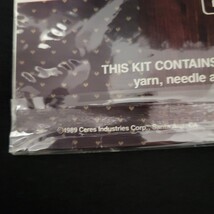 THIS KIT CONTAINS
yarn, needle a
©1989 Ceres Industries Corp.